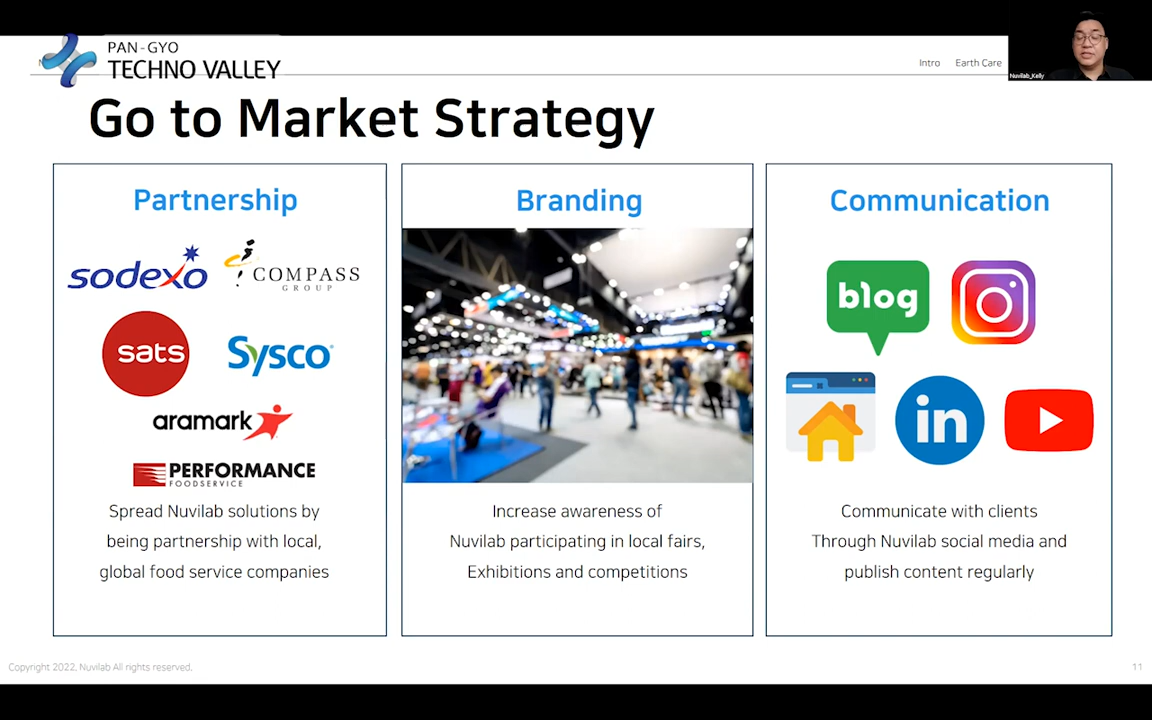 PAN-GYO
TECHNO VALLEY
Intro
Earth Care
Nuvilab_Kelly
Go to Market Strategy
Partnership
sodexo
COMPASS
GROUP
sats
Sysco
aramark
PERFORMANCE
FOODSERVICE
Spread Nuvilab solutions by
being partnership with local,
global food service companies
Branding
Increase awareness of
Nuvilab participating in local fairs,
Exhibitions and competitions
Communication
blog
in
Communicate with clients
Through Nuvilab social media and
publish content regularly
Copyright 2022. Nuvilab All rights reserved.
11